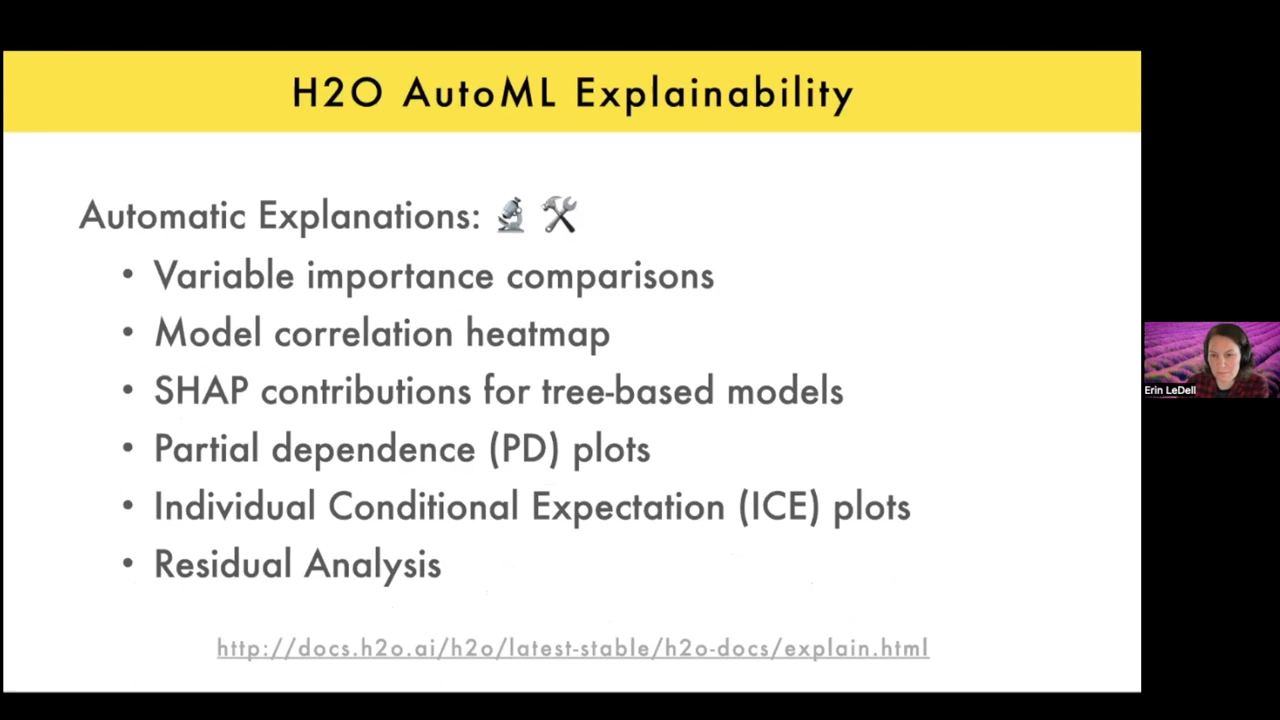 H2O AutoML Explainability
Automatic Explanations: 🔬 🛠
• Variable importance comparisons
• Model correlation heatmap
• SHAP contributions for tree-based models
• Partial dependence (PD) plots
• Individual Conditional Expectation (ICE) plots
• Residual Analysis
http://docs.h2o.ai/h2o/latest-stable/h2o-docs/explain.html
Erin LeDell